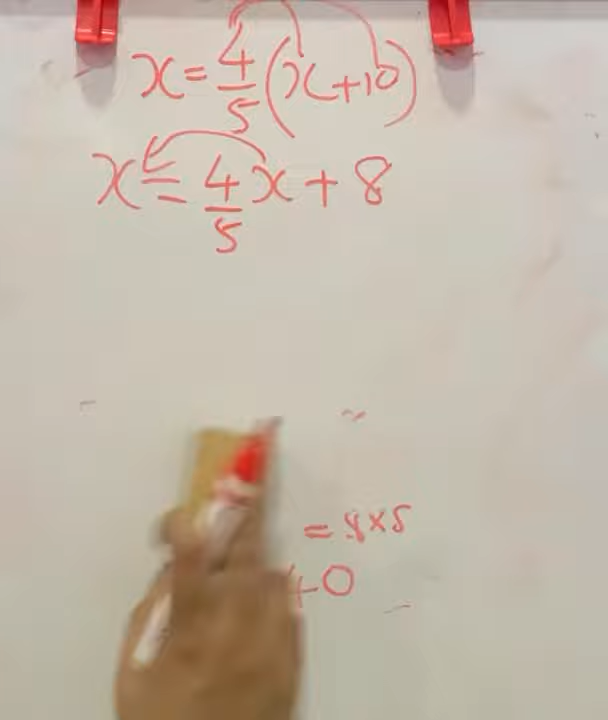 x = 4/5 (x + 10)
x = 4/5 x + 8
= 8 × 5
40